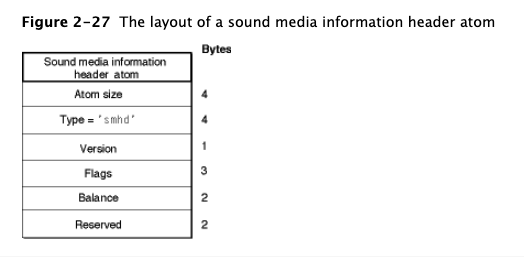 Figure 2-27 The layout of a sound media information header atom
Bytes
Sound media information
header atom
Atom size 4
Type = 'smhd' 4
Version 1
Flags 3
Balance 2
Reserved 2